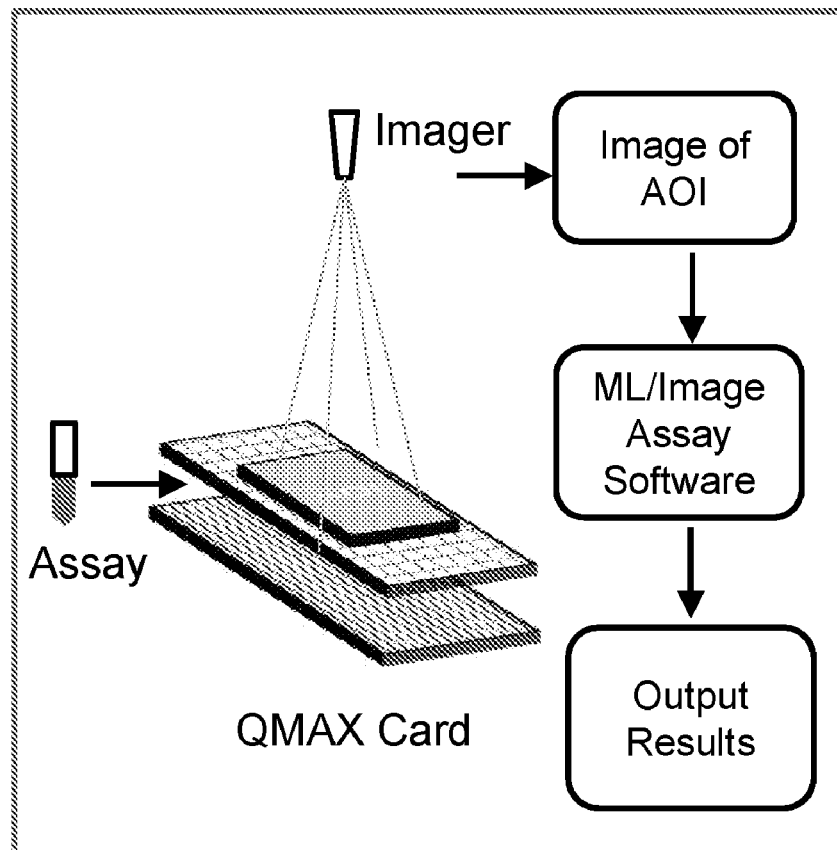 Imager
Image of
AOI
ML/Image
Assay
Software
Assay
QMAX Card
Output
Results